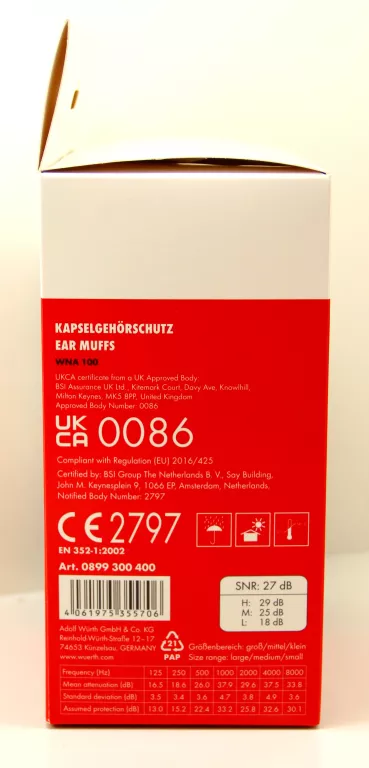 KAPSELGEHÖRSCHUTZ
EAR MUFFS
WNA 100
UKCA certificate from a UK Approved Body
BSI Assurance UK Ltd., Kitemark Court, Davy Ave, Knowlhill,
Milton Keynes, MK5 8PP, United Kingdom
Approved Body Number: 0086
UK
CA 0086
Compliant with Regulation (EU) 2016/425
Certified by: BSI Group The Netherlands B. V., Say Building,
John M. Keynesplein 9, 1066 EP, Amsterdam, Netherlands,
Notified Body Number: 2797
CE 2797
EN 352-1:2002
Art. 0899 300 400
4 061975 355706
SNR: 27 dB
H: 29 dB
M: 25 dB
L: 18 dB
Adolf Würth GmbH & Co. KG
Reinhold-Würth-Straße 12–17
74653 Künzelsau, GERMANY
www.wuerth.com
21
PAP
Größenbereich: groß/mittel/klein
Size range: large/medium/small
Frequency (Hz) 125 250 500 1000 2000 4000 8000
Mean attenuation (dB) 16.5 18.6 26.0 37.9 29.6 37.5 33.8
Standard deviation (dB) 3.5 3.4 3.6 4.7 3.8 4.9 3.6
Assumed protection (dB) 13.0 15.2 22.4 33.2 25.8 32.6 30.1